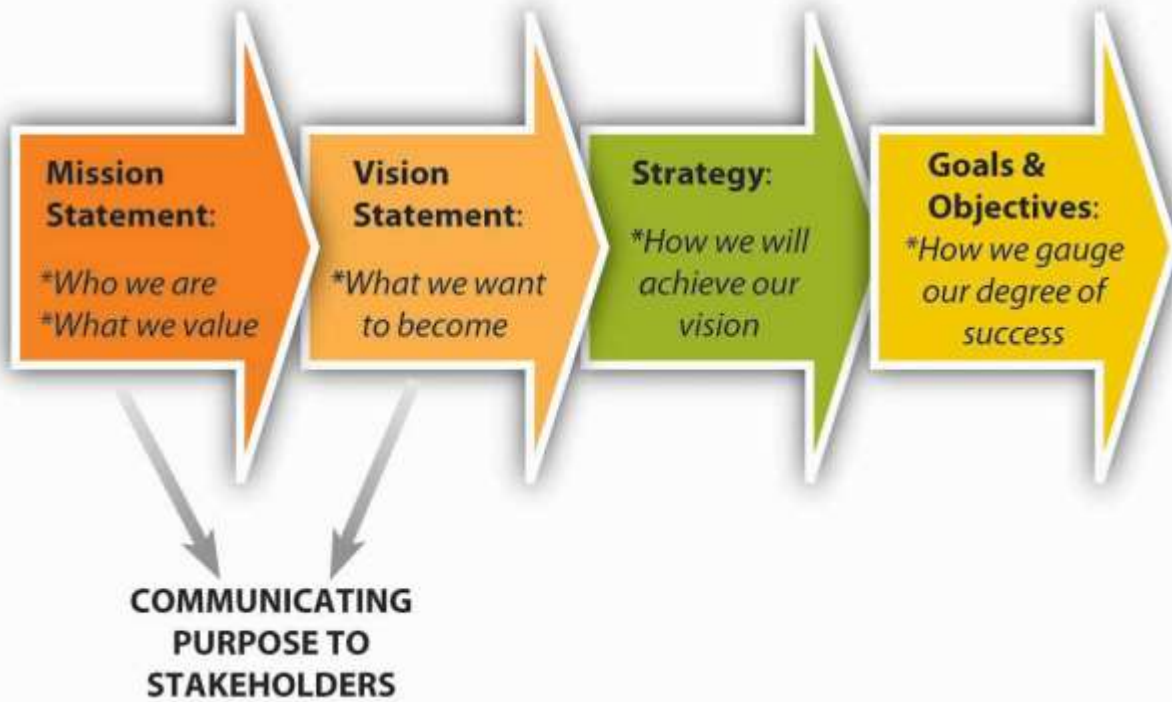 Mission
Statement:
*Who we are
*What we value
Vision
Statement:
*What we want
to become
Strategy:
*How we will
achieve our
vision
Goals &
Objectives:
*How we gauge
our degree of
success
COMMUNICATING
PURPOSE TO
STAKEHOLDERS